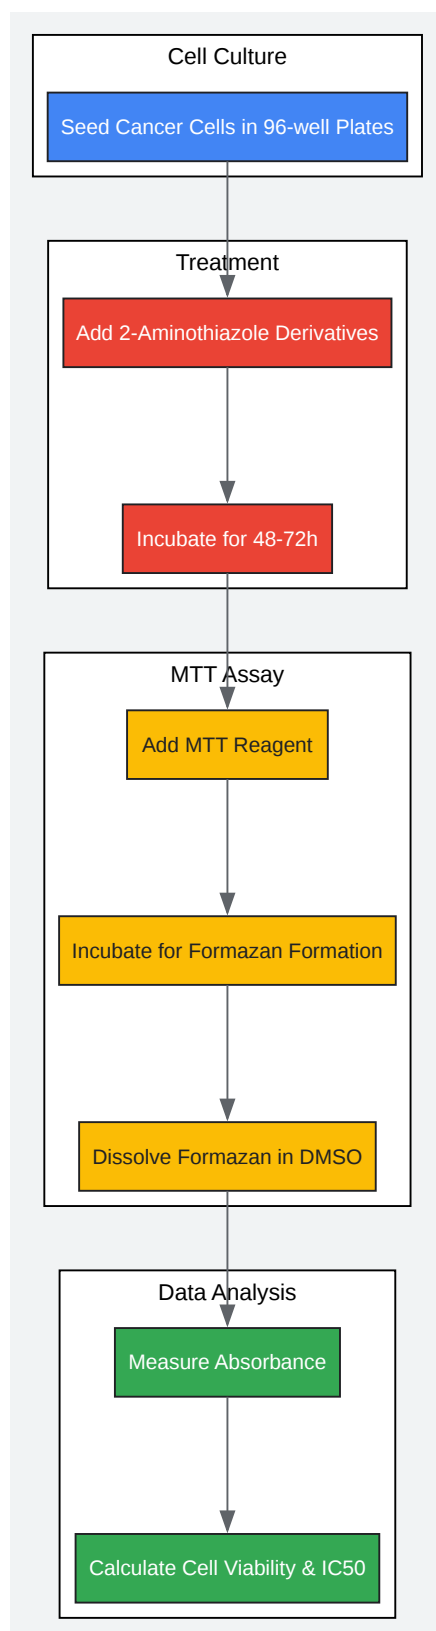 Cell Culture
Seed Cancer Cells in 96-well Plates
Treatment
Add 2-Aminothiazole Derivatives
Incubate for 48-72h
MTT Assay
Add MTT Reagent
Incubate for Formazan Formation
Dissolve Formazan in DMSO
Data Analysis
Measure Absorbance
Calculate Cell Viability & IC50